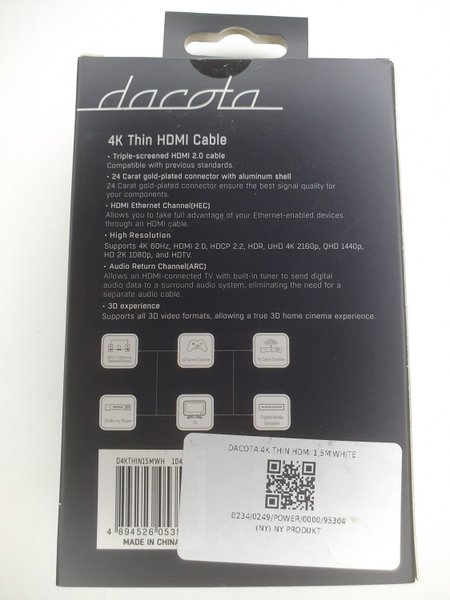 dacota
4K Thin HDMI Cable
• Triple-screened HDMI 2.0 cable
Compatible with previous standards.
• 24 Carat gold-plated connector with aluminum shell
24 Carat gold-plated connector ensure the best signal quality for
your components.
• HDMI Ethernet Channel(HEC)
Allows you to take full advantage of your Ethernet-enabled devices
through an HDMI cable.
• High Resolution
Supports 4K 60Hz, HDMI 2.0, HDCP 2.2, HDR, UHD 4K 2160p, QHD 1440p,
HD 2K 1080p, and HDTV.
• Audio Return Channel(ARC)
Allows an HDMI-connected TV with built-in tuner to send digital
audio data to a surround audio system, eliminating the need for a
separate audio cable.
• 3D experience
Supports all 3D video formats, allowing a true 3D home cinema experience.
TV
Digital Media
DACOTA 4K THIN HDMI 1,5M WHITE
D4KTHIN15MWH 104
0234/0249/POWER/0000/95304
(NY) NY PRODUKT
4 894526 0535
MADE IN CHINA